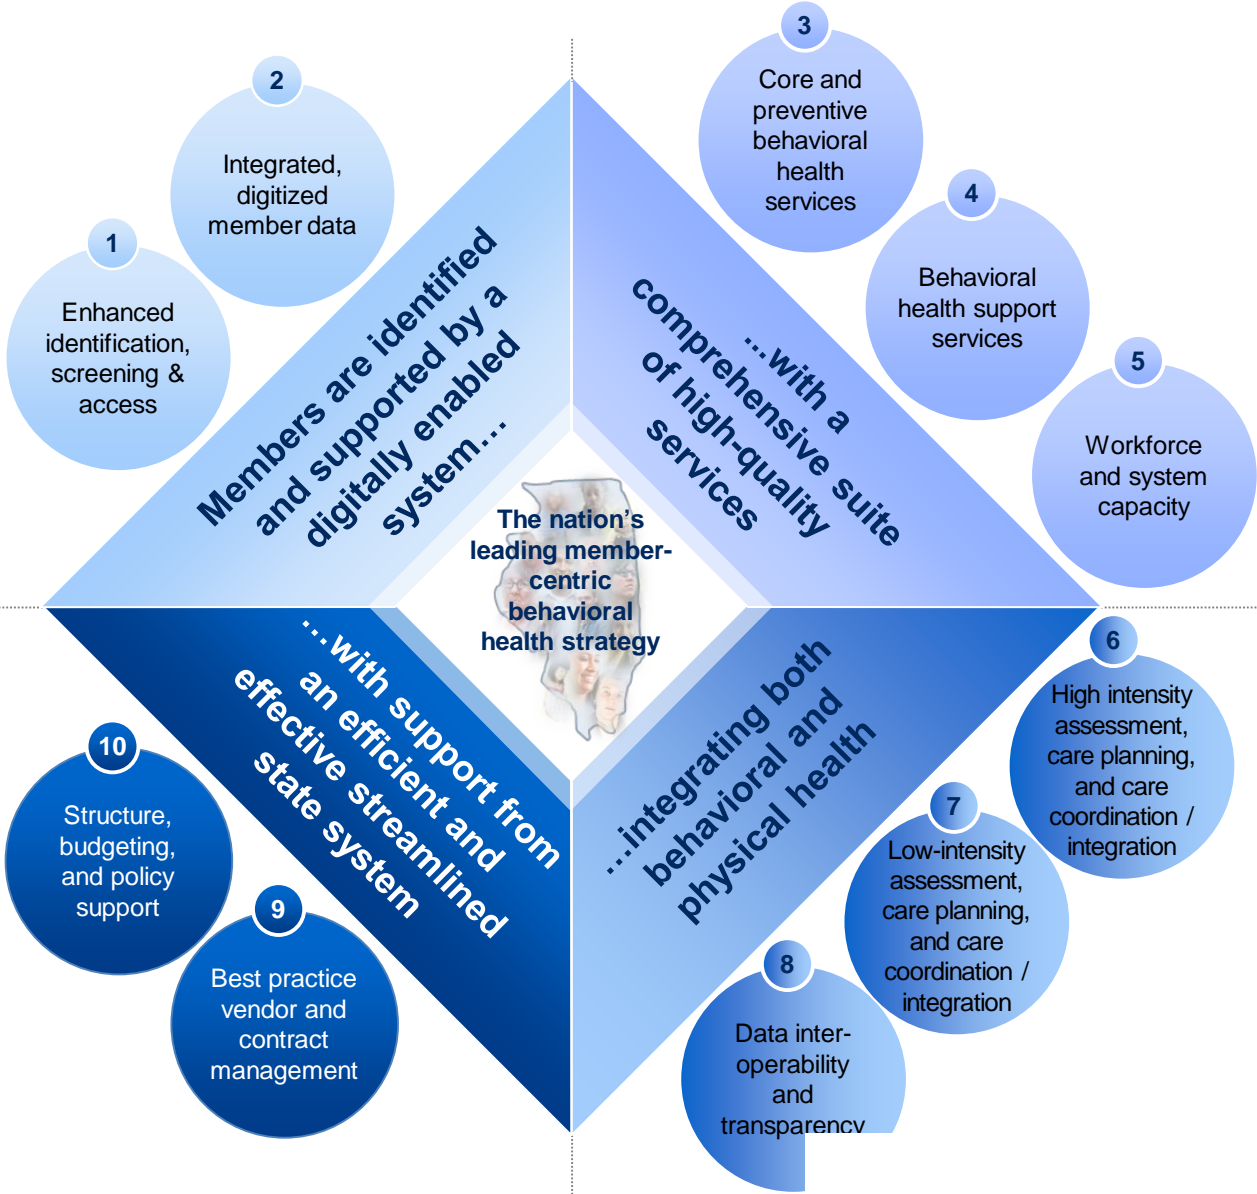 1
Enhanced
identification,
screening &
access
2
Integrated,
digitized
member data
Members are identified
and supported by a
digitally enabled
system…
3
Core and
preventive
behavioral
health
services
4
Behavioral
health support
services
5
Workforce
and system
capacity
…with a
comprehensive suite
of high-quality
services
The nation’s
leading member-
centric
behavioral
health strategy
6
High intensity
assessment,
care planning,
and care
coordination /
integration
7
Low-intensity
assessment,
care planning,
and care
coordination /
integration
8
Data inter-
operability
and
transparency
…integrating both
behavioral and
physical health
9
Best practice
vendor and
contract
management
10
Structure,
budgeting,
and policy
support
…with support from
an efficient and
effective streamlined
state system